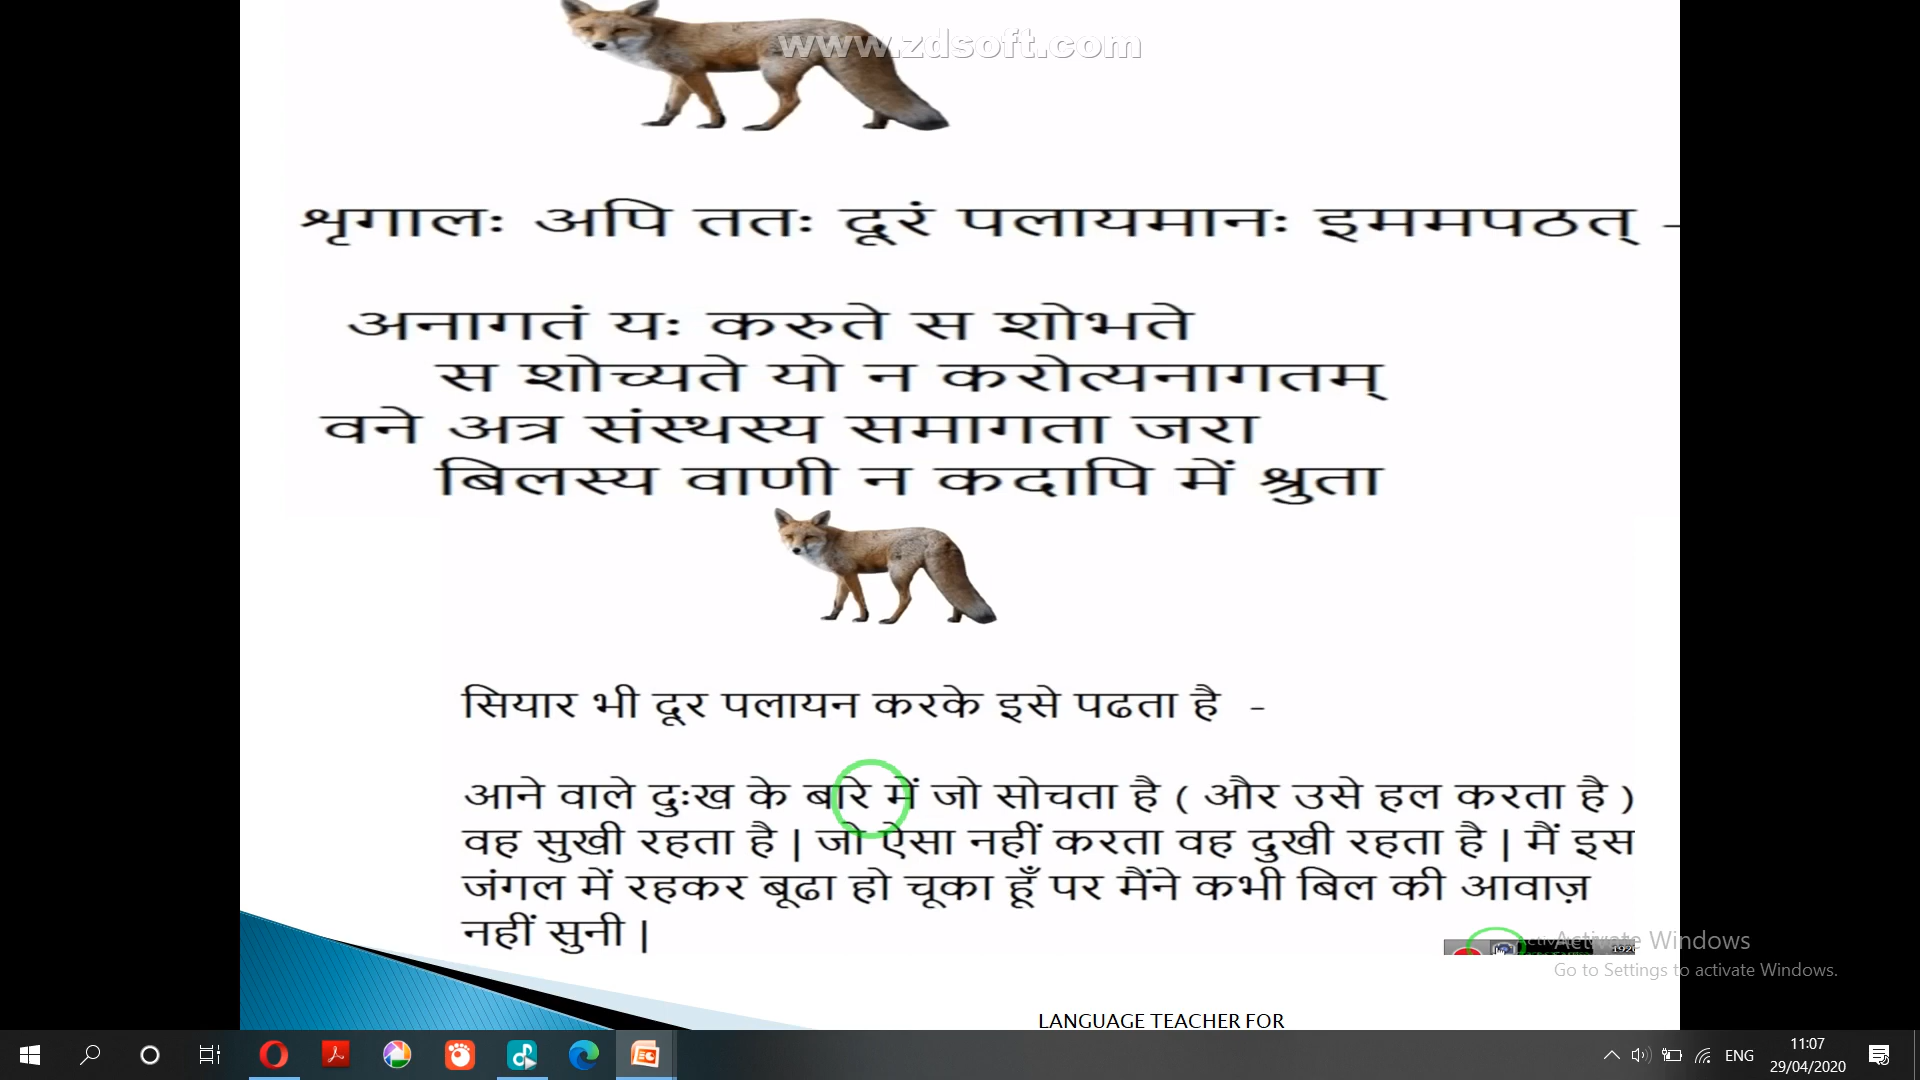 www.zdsoft.com
शृगालः अपि ततः दूरं पलायमानः इममपठत् -
अनागतं यः करुते स शोभते
स शोच्यते यो न करोत्यनागतम्
वने अत्र संस्थस्य समागता जरा
बिलस्य वाणी न कदापि में श्रुता
सियार भी दूर पलायन करके इसे पढता है -
आने वाले दुःख के बारे में जो सोचता है ( और उसे हल करता है )
वह सुखी रहता है | जो ऐसा नहीं करता वह दुखी रहता है | मैं इस
जंगल में रहकर बूढा हो चूका हूँ पर मैंने कभी बिल की आवाज़
नहीं सुनी |
Activate Windows
Go to Settings to activate Windows.
LANGUAGE TEACHER FOR
ENG
11:07
29/04/2020